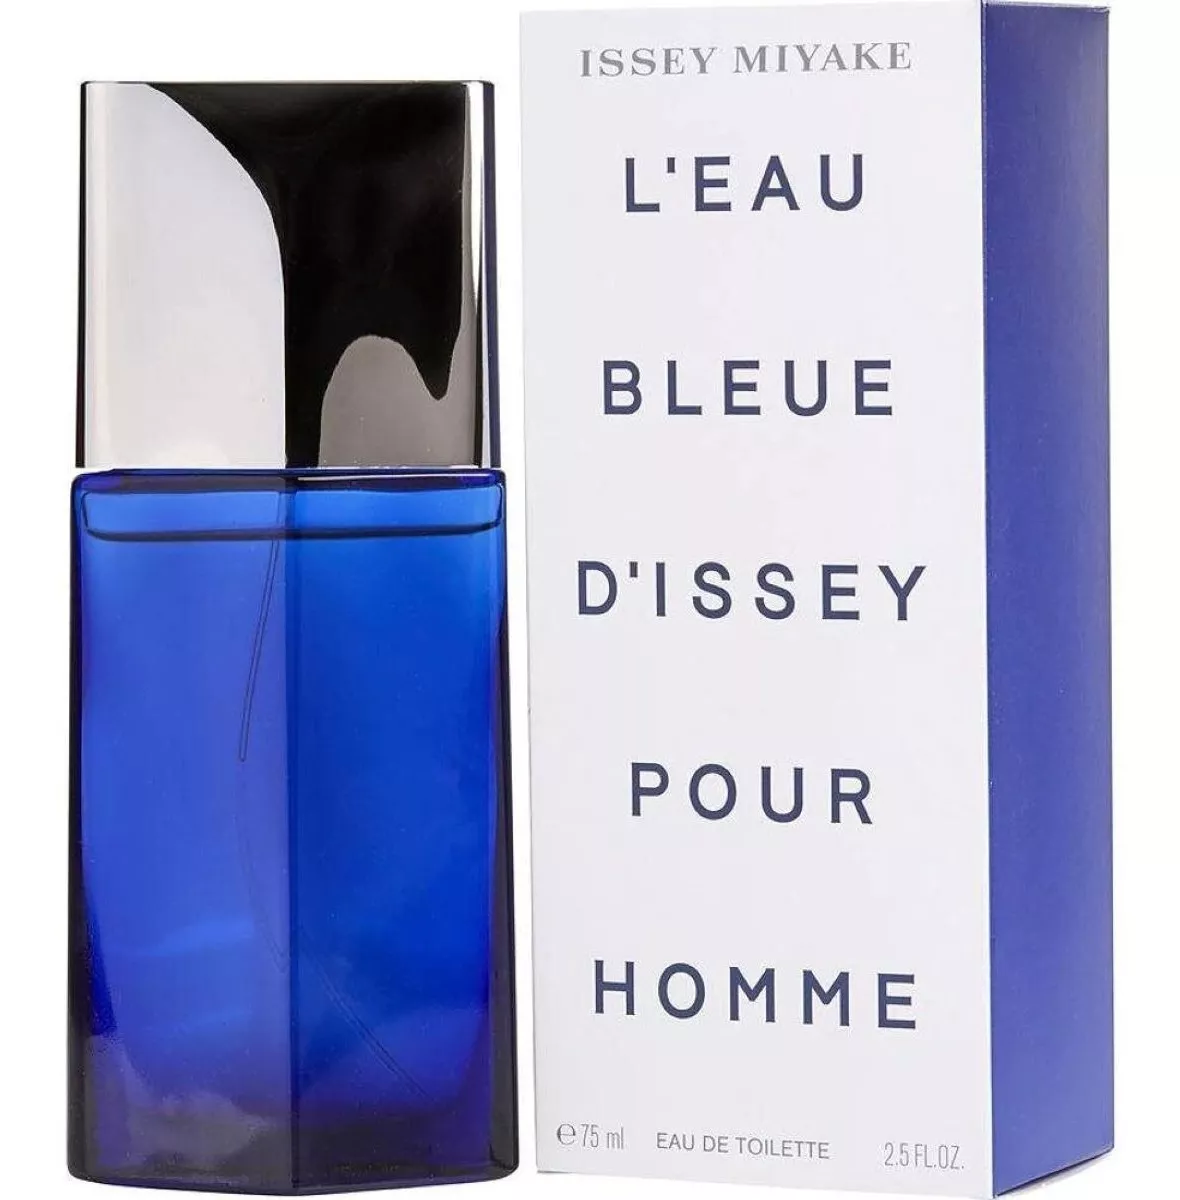 ISSEY MIYAKE
L'EAU
BLEUE
D'ISSEY
POUR
HOMME
℮75 ml EAU DE TOILETTE 2.5 FL.OZ.